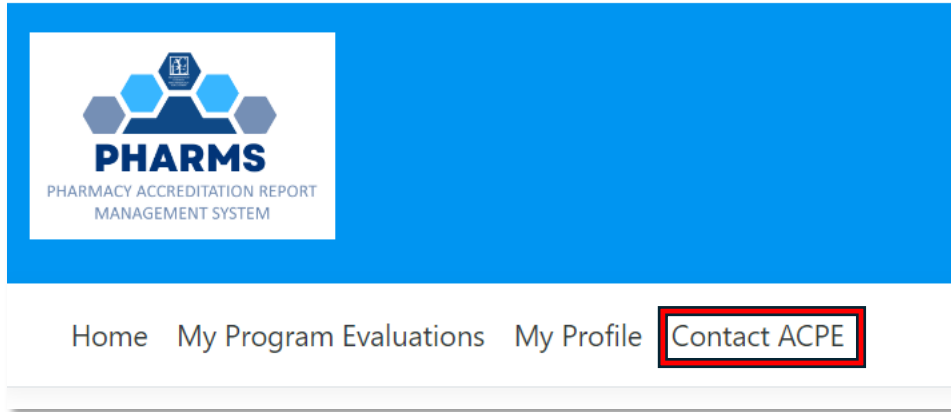 PHARMS
PHARMACY ACCREDITATION REPORT
MANAGEMENT SYSTEM
Home My Program Evaluations My Profile Contact ACPE